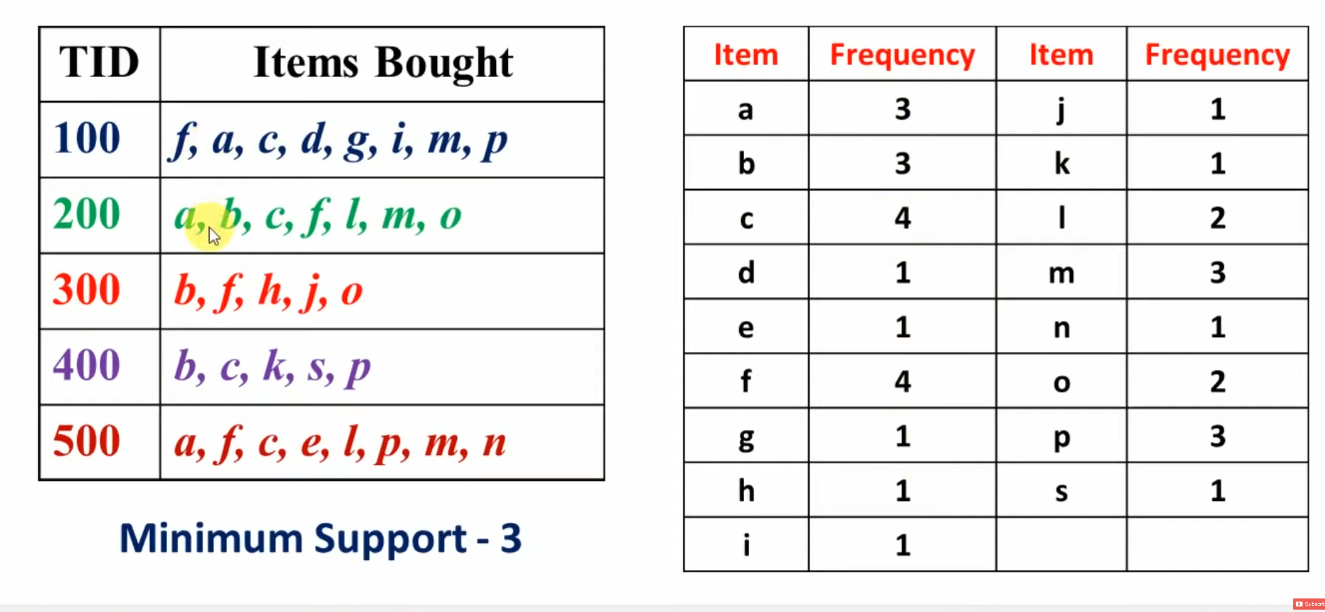 TID Items Bought
100 f, a, c, d, g, i, m, p
200 a, b, c, f, l, m, o
300 b, f, h, j, o
400 b, c, k, s, p
500 a, f, c, e, l, p, m, n
Minimum Support - 3
Item Frequency Item Frequency
a 3 j 1
b 3 k 1
c 4 l 2
d 1 m 3
e 1 n 1
f 4 o 2
g 1 p 3
h 1 s 1
i 1